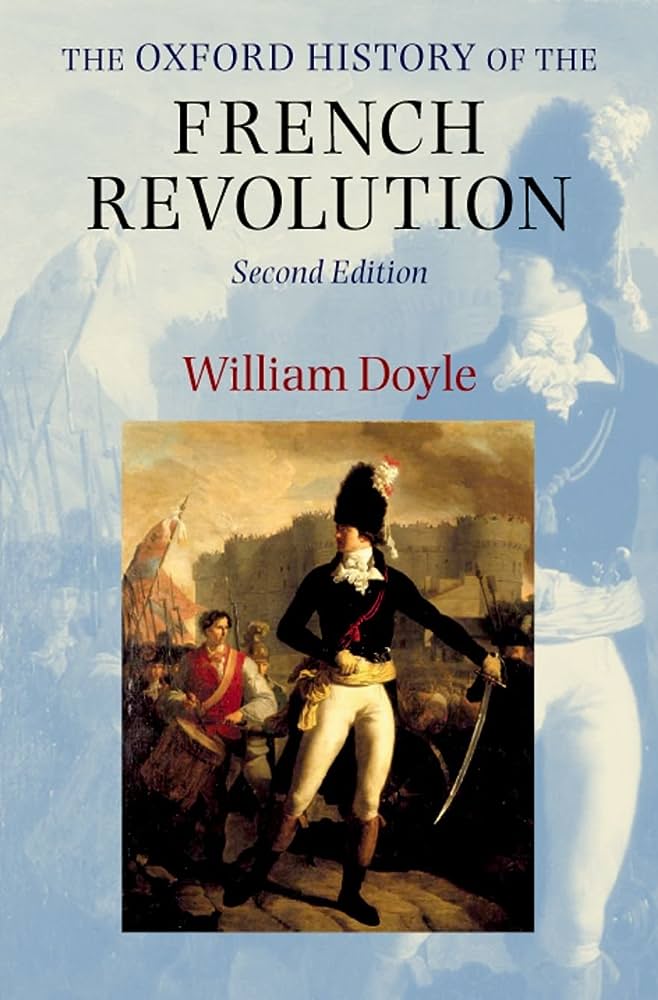 THE OXFORD HISTORY OF THE
FRENCH
REVOLUTION
Second Edition
William Doyle